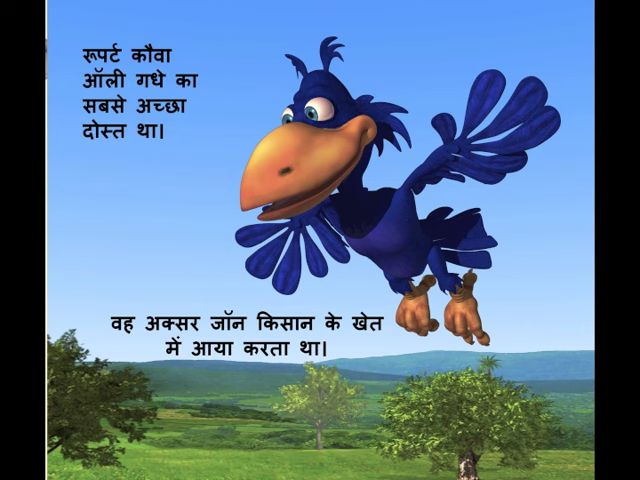 रूपर्ट कौवा
ऑली गधे का
सबसे अच्छा
दोस्त था।
वह अक्सर जॉन किसान के खेत
में आया करता था।